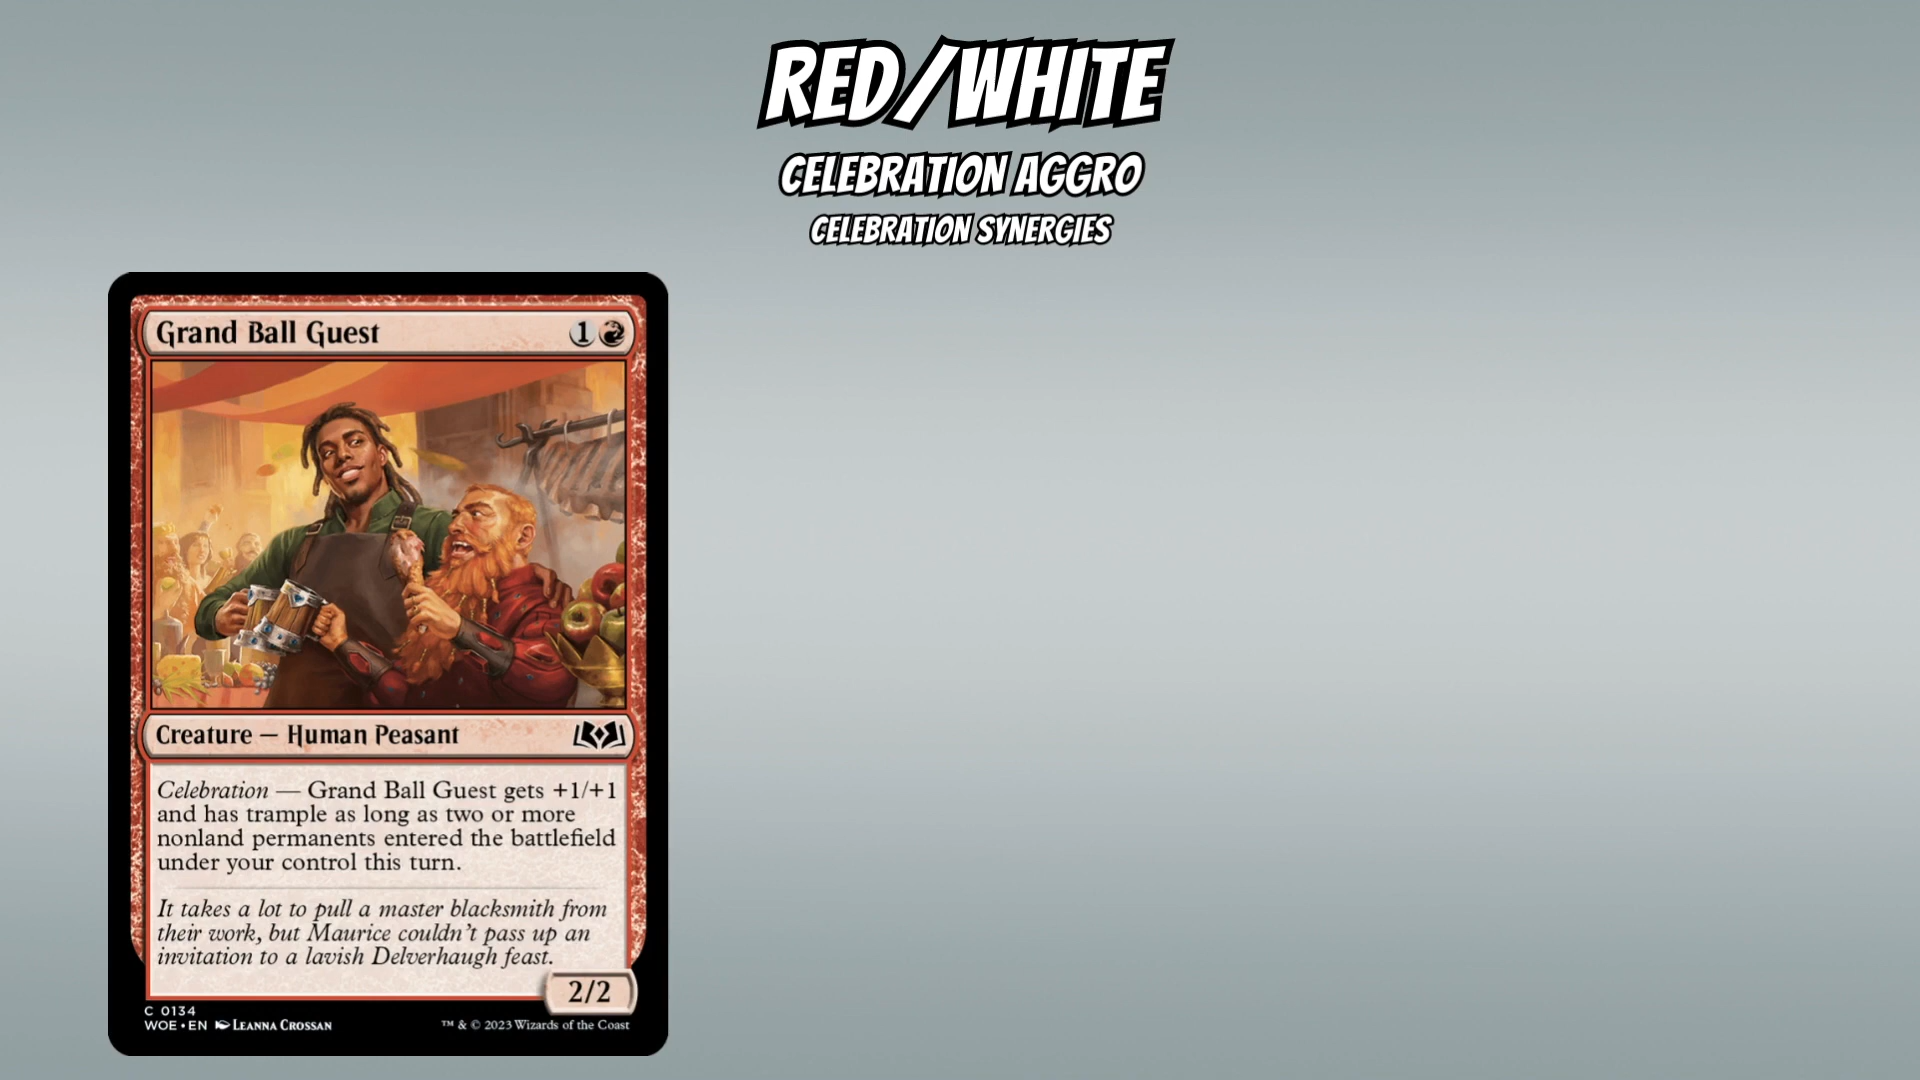 RED/WHITE
CELEBRATION AGGRO
CELEBRATION SYNERGIES
Grand Ball Guest 1
Creature — Human Peasant
Celebration — Grand Ball Guest gets +1/+1
and has trample as long as two or more
nonland permanents entered the battlefield
under your control this turn.
It takes a lot to pull a master blacksmith from
their work, but Maurice couldn't pass up an
invitation to a lavish Delverhaugh feast.
2/2
C 0134
WOE • EN Leanna Crossan
™ & © 2023 Wizards of the Coast